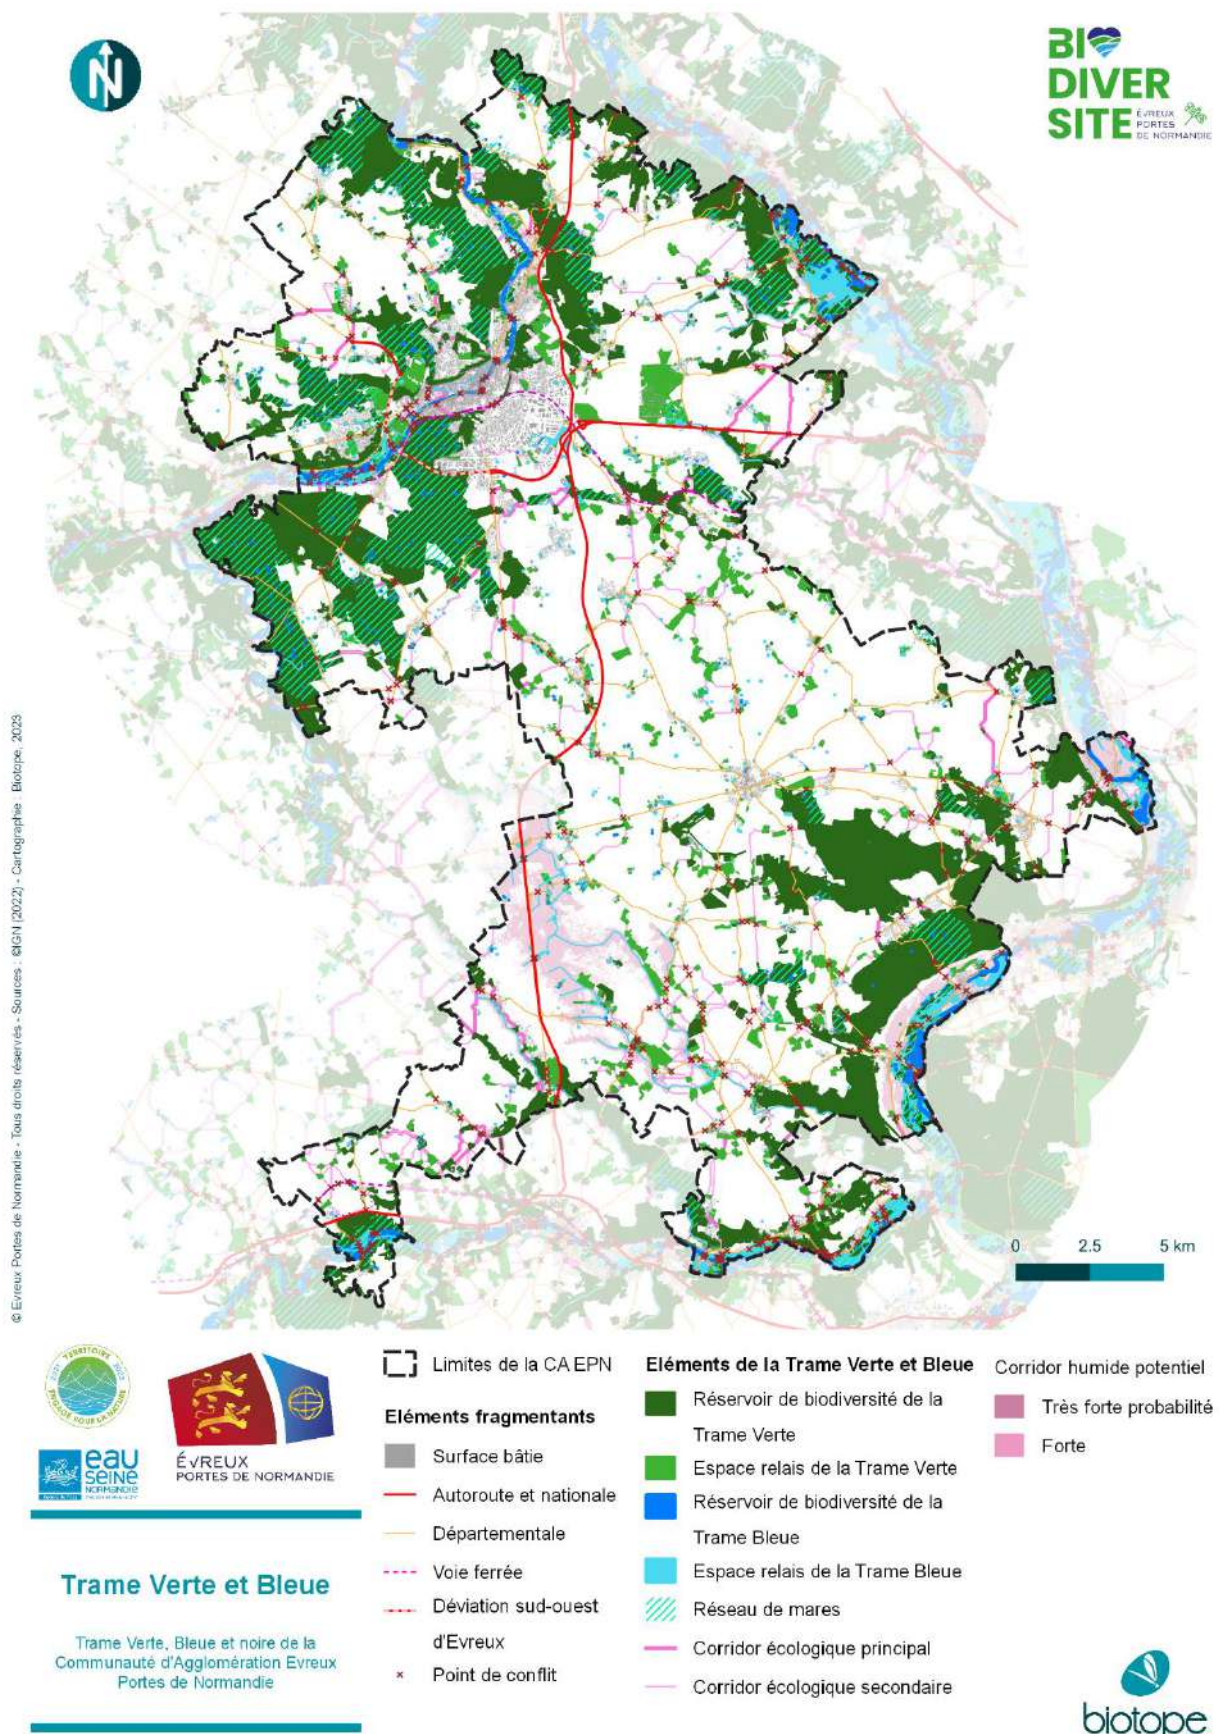 BI
DIVER
SITE
ÉVREUX
PORTES
DE NORMANDIE
N
© Evreux Portes de Normandie - Tous droits réservés - Sources : ©IGN (2022) - Cartographie : Biotope, 2023
0 2.5 5 km
TERRITOIRE
ENGAGÉ POUR LA NATURE
eau
SEINE
NORMANDIE
ÉVREUX
PORTES DE NORMANDIE
Trame Verte et Bleue
Trame Verte, Bleue et noire de la
Communauté d'Agglomération Evreux
Portes de Normandie
Limites de la CA EPN
Eléments fragmentants
Surface bâtie
Autoroute et nationale
Départementale
Voie ferrée
Déviation sud-ouest
d'Evreux
Point de conflit
Eléments de la Trame Verte et Bleue
Réservoir de biodiversité de la
Trame Verte
Espace relais de la Trame Verte
Réservoir de biodiversité de la
Trame Bleue
Espace relais de la Trame Bleue
Réseau de mares
Corridor écologique principal
Corridor écologique secondaire
Corridor humide potentiel
Très forte probabilité
Forte
biotope